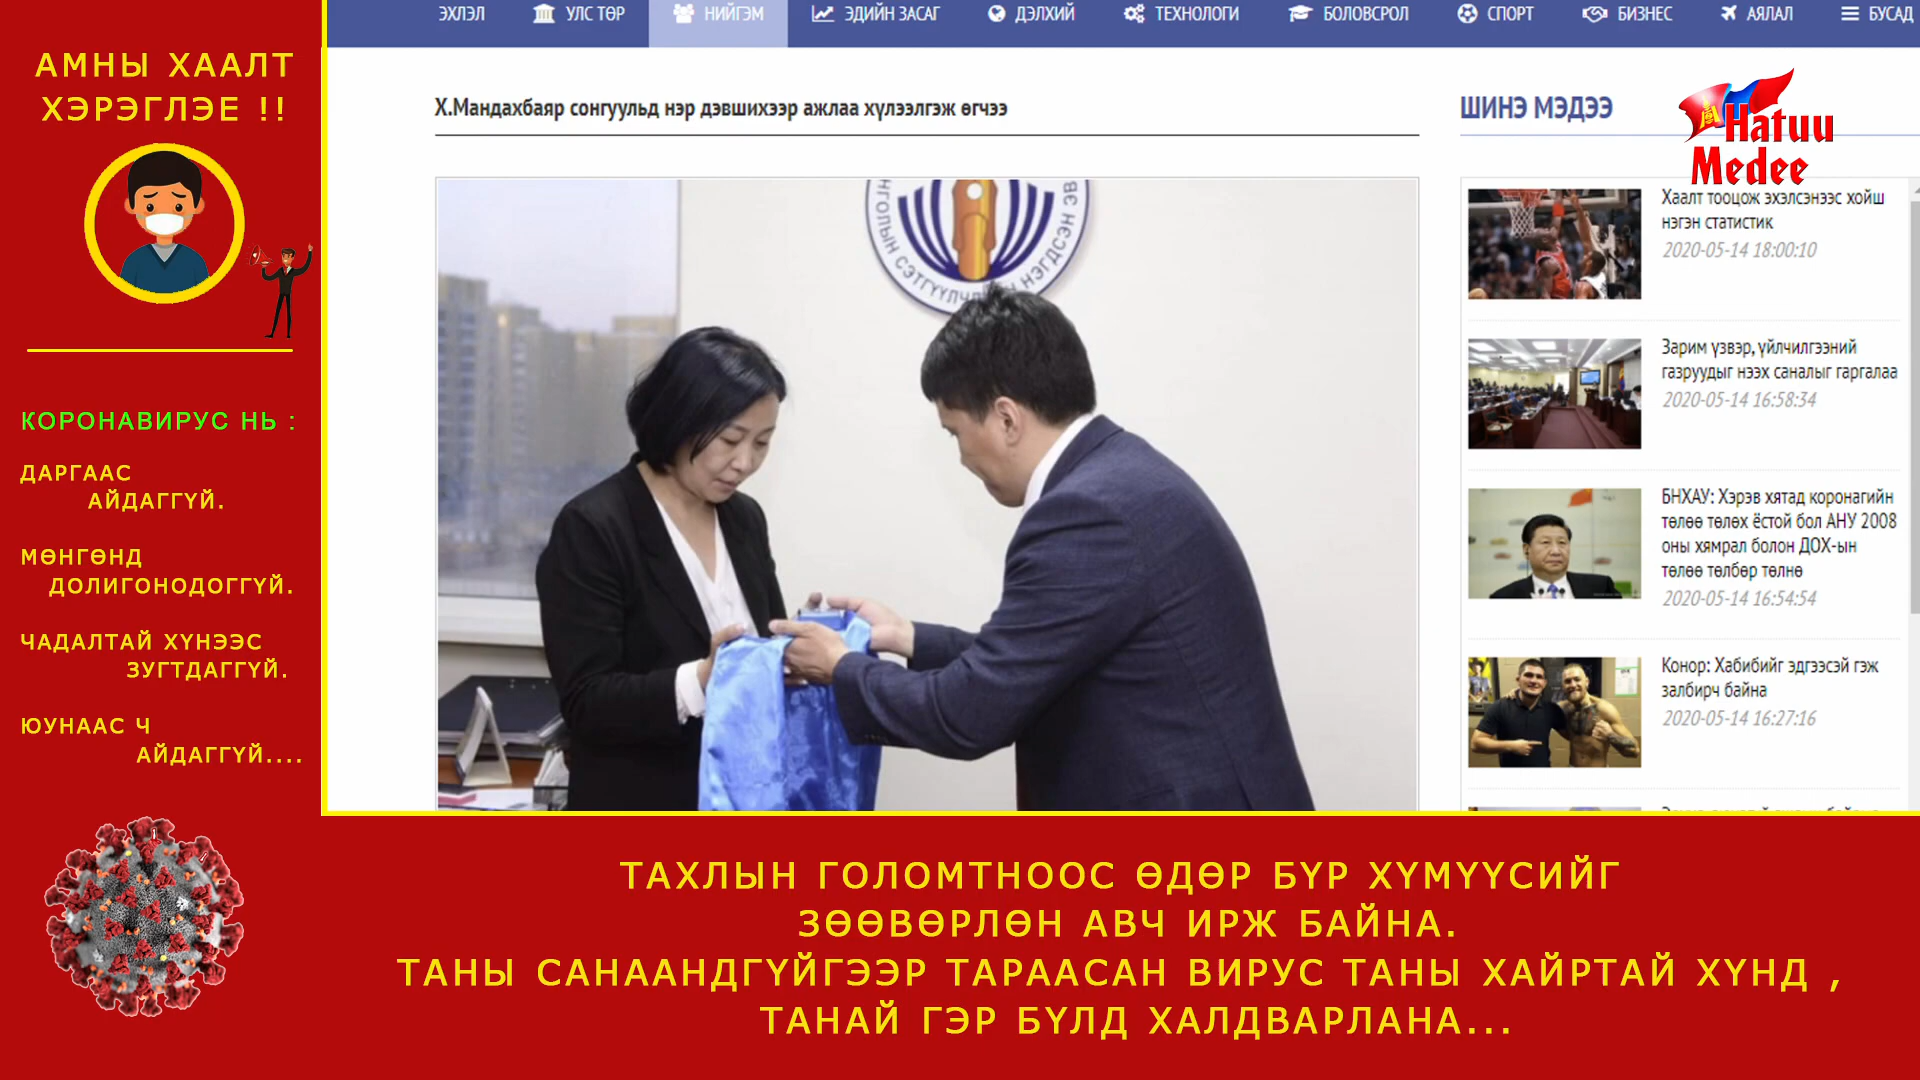 АМНЫ ХААЛТ
ХЭРЭГЛЭЕ !!
КОРОНАВИРУС НЬ :
ДАРГААС
АЙДАГГҮЙ.
МӨНГӨНД
ДОЛИГОНОДОГГҮЙ.
ЧАДАЛТАЙ ХҮНЭЭС
ЗУГТДАГГҮЙ.
ЮУНААС Ч
АЙДАГГҮЙ....
ЭХЛЭЛ УЛС ТӨР НИЙГЭМ ЭДИЙН ЗАСАГ ДЭЛХИЙ ТЕХНОЛОГИ БОЛОВСРОЛ СПОРТ БИЗНЕС АЯЛАЛ БУСАД
Х.Мандахбаяр сонгуульд нэр дэвшихээр ажлаа хүлээлгэж өгчээ
НГОЛЫН СЭТГҮҮЛЧ НЭГДСЭН ЭВ
ШИНЭ МЭДЭЭ
Hatuu
Medee
Хаалт тооцож эхэлсэнээс хойш
нэгэн статистик
2020-05-14 18:00:10
Зарим үзвэр, үйлчилгээний
газруудыг нээх саналыг гаргалаа
2020-05-14 16:58:34
БНХАУ: Хэрэв хятад коронагийн
төлөө төлөх ёстой бол АНУ 2008
оны хямрал болон ДОХ-ын
төлөө төлбөр төлнө
2020-05-14 16:54:54
Конор: Хабибийг эдгээсэй гэж
залбирч байна
2020-05-14 16:27:16
ТАХЛЫН ГОЛОМТНООС ӨДӨР БҮР ХҮМҮҮСИЙГ
ЗӨӨВӨРЛӨН АВЧ ИРЖ БАЙНА.
ТАНЫ САНААНДГҮЙГЭЭР ТАРААСАН ВИРУС ТАНЫ ХАЙРТАЙ ХҮНД ,
ТАНАЙ ГЭР БҮЛД ХАЛДВАРЛАНА...